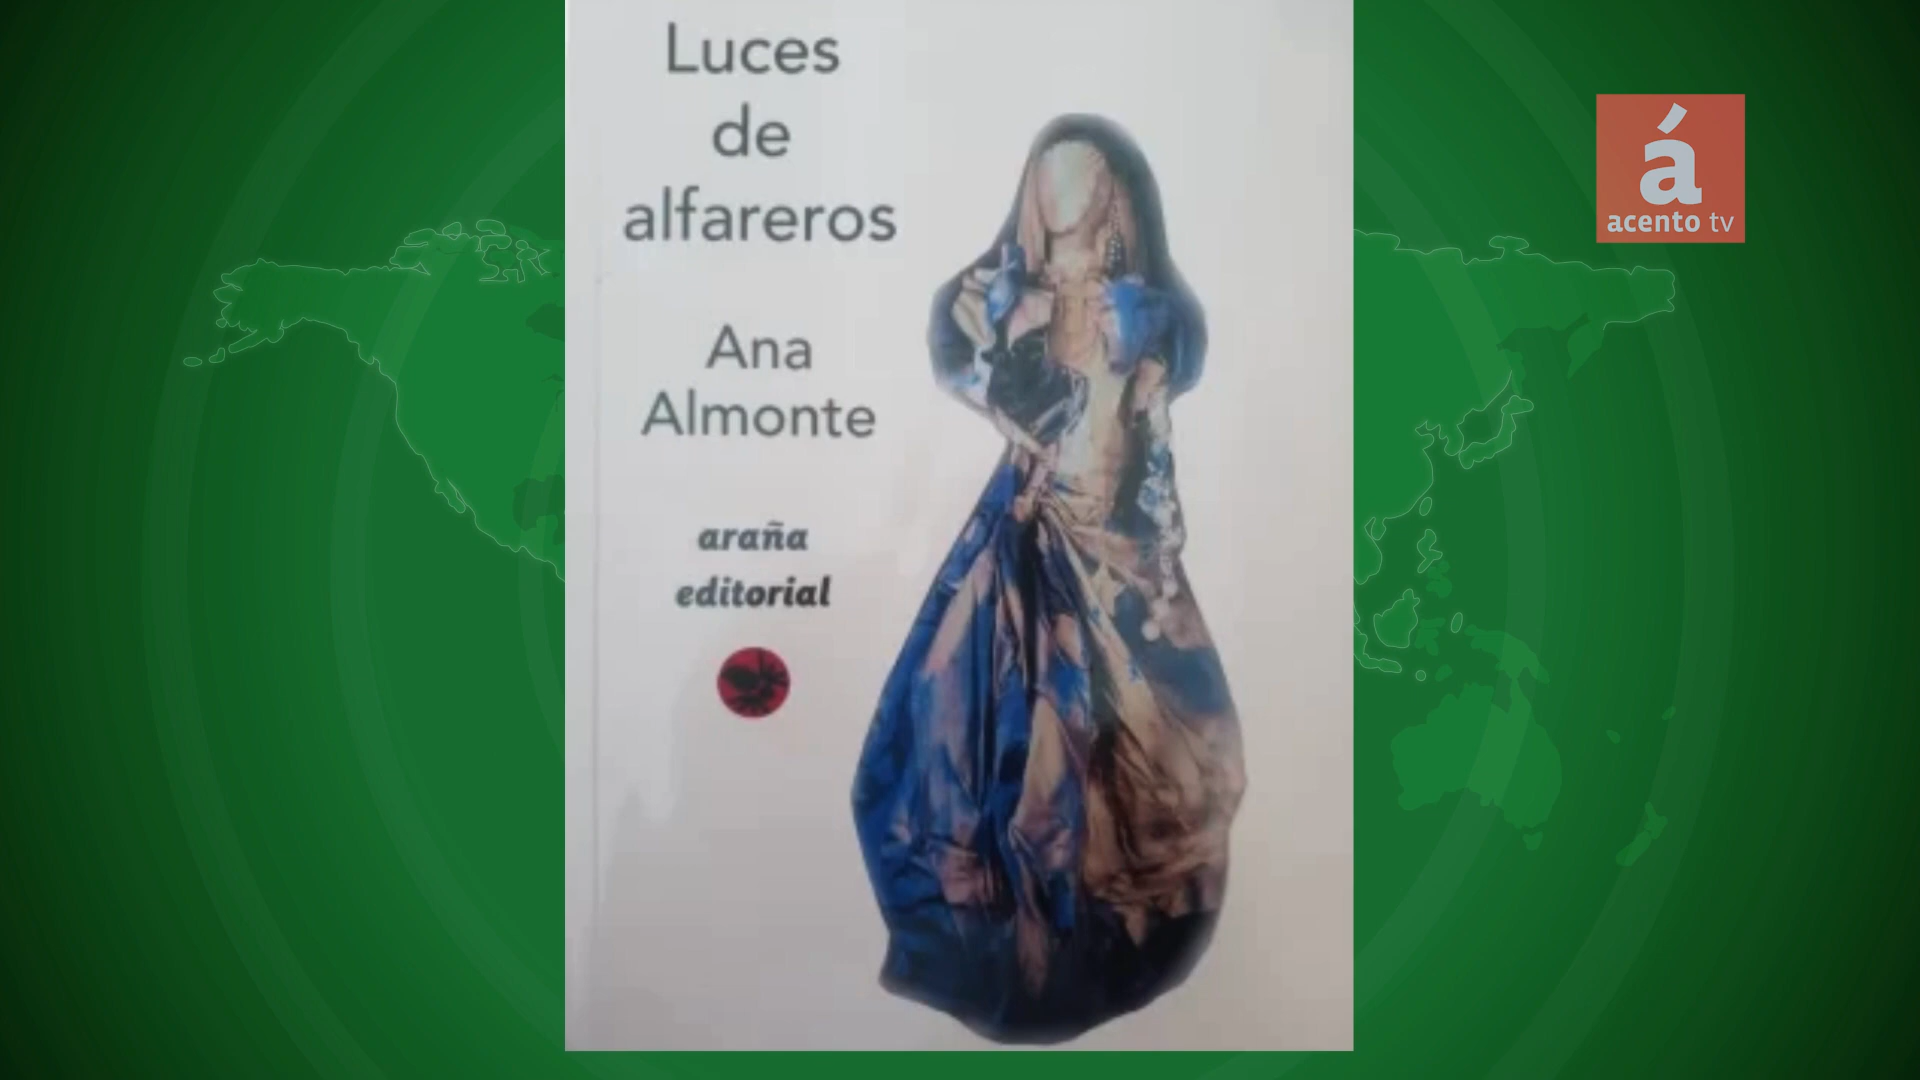 Luces
de
alfareros
Ana
Almonte
araña
editorial
á
acento tv